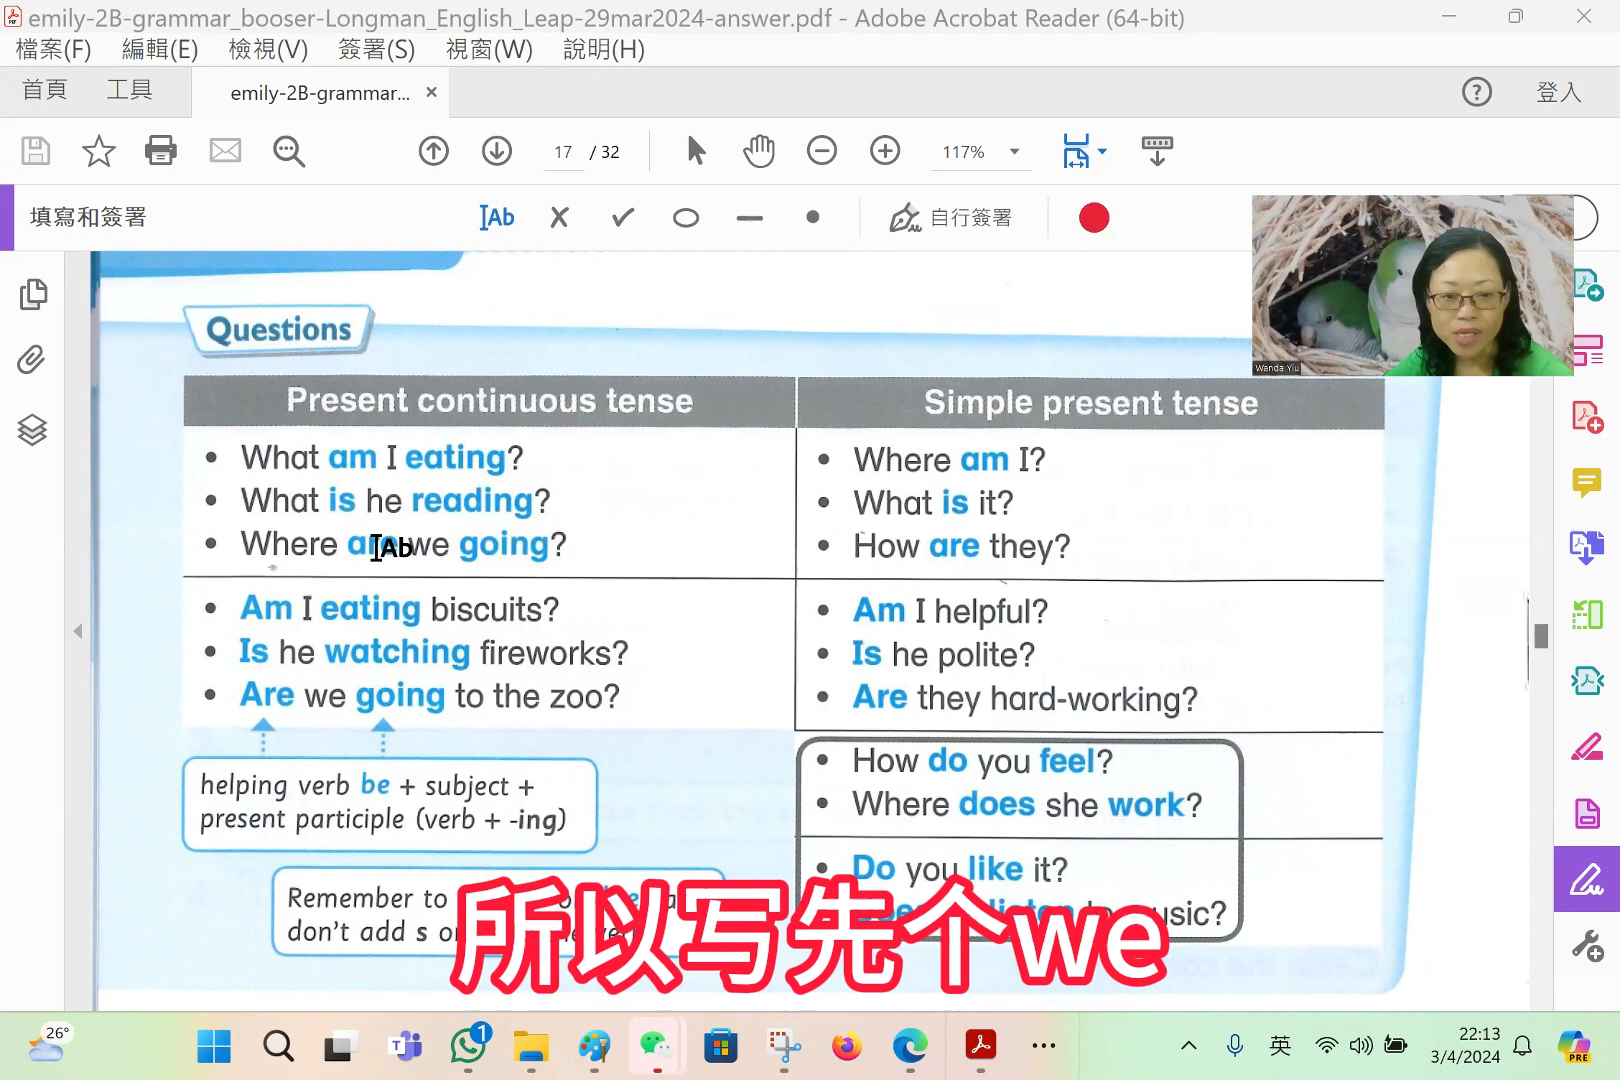 emily-2B-grammar_booser-Longman_English_Leap-29mar2024-answer.pdf - Adobe Acrobat Reader (64-bit)
檔案(F) 編輯(E) 檢視(V) 簽署(S) 視窗(W) 說明(H)
首頁 工具 emily-2B-grammar... × 登入
17 / 32 117%
填寫和簽署 Ab 自行簽署
Wanda Yiu
Questions
Present continuous tense
What am I eating?
What is he reading?
Where are we going?
Ab
Am I eating biscuits?
Is he watching fireworks?
Are we going to the zoo?
helping verb be + subject +
present participle (verb + -ing)
Remember to
don't add s
Simple present tense
Where am I?
What is it?
How are they?
Am I helpful?
Is he polite?
Are they hard-working?
How do you feel?
Where does she work?
Do you like it?
listen music?
所以写先个we
26°
1
英
22:13
3/4/2024
PRE